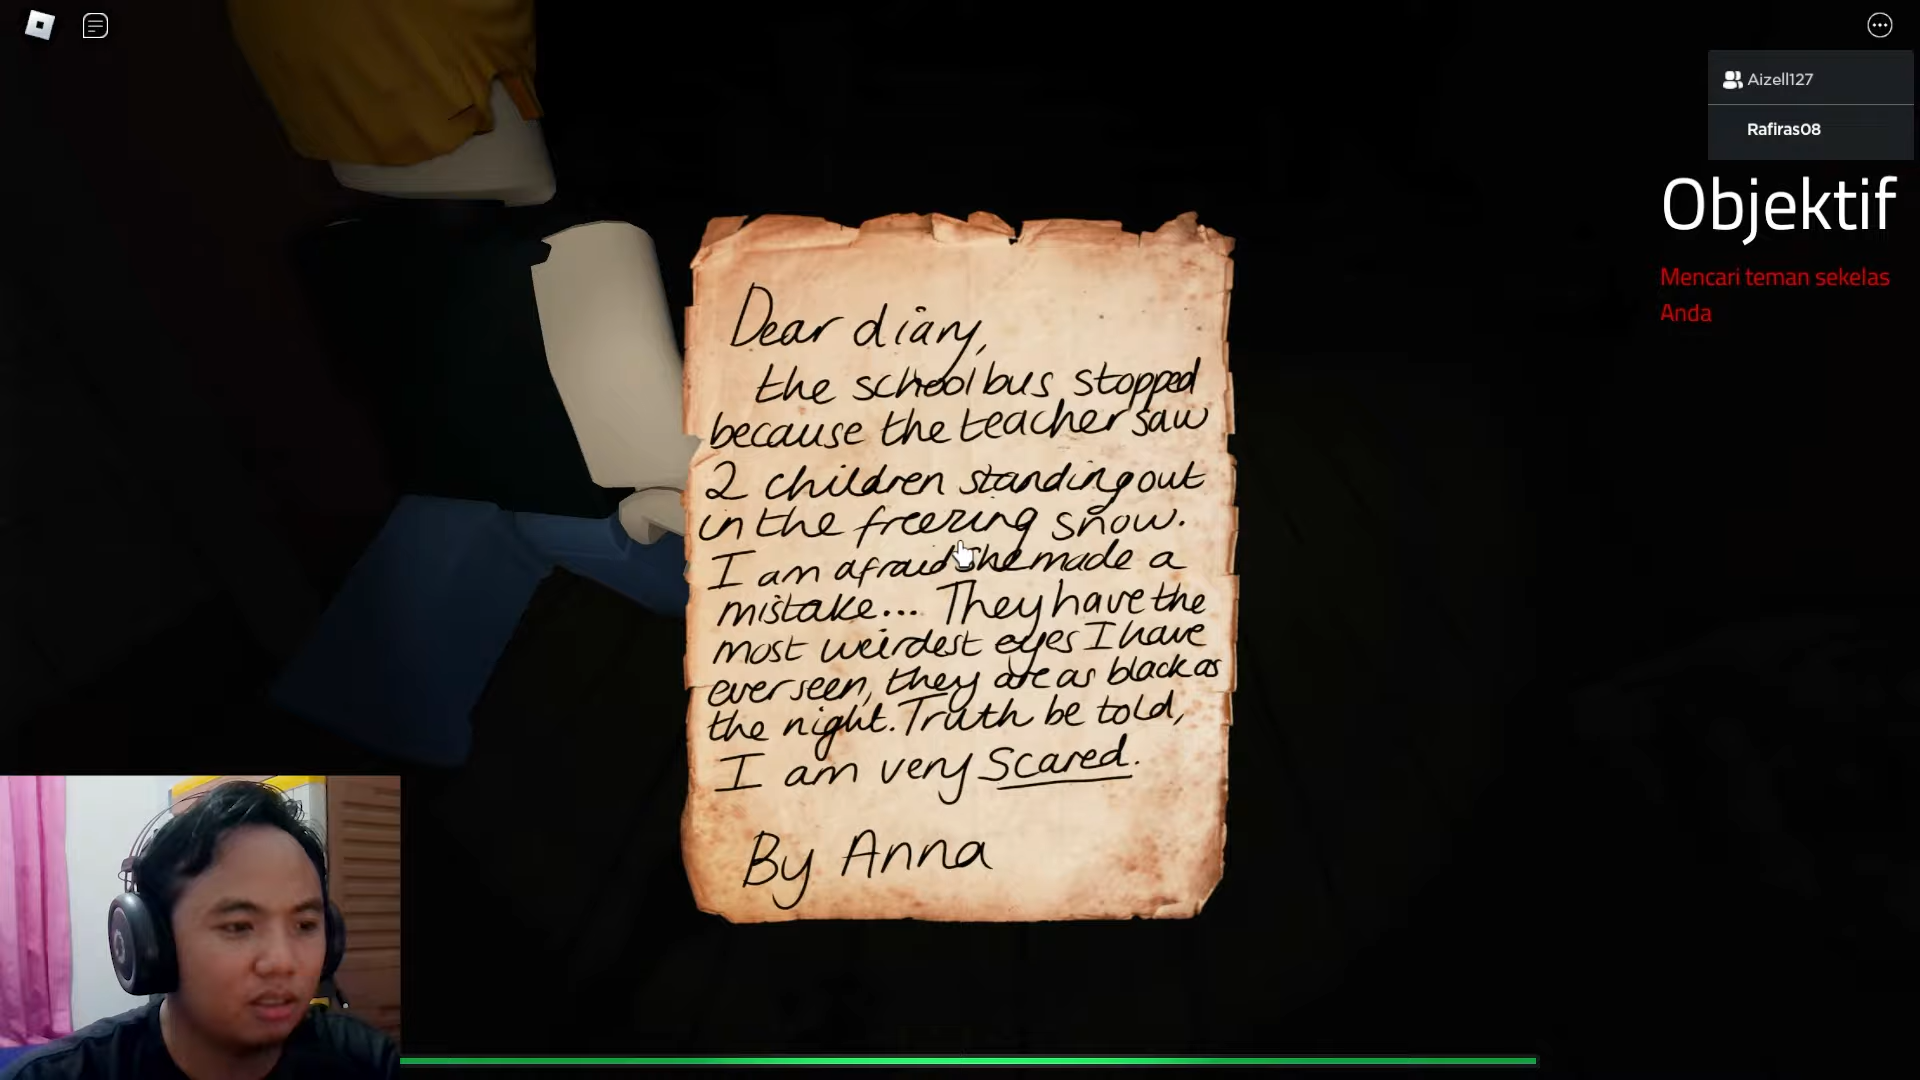 Aizell127
Rafiras08
Objektif
Mencari teman sekelas
Anda
Dear diary,
the school bus stopped
because the teacher saw
2 children standing out
in the freezing snow.
I am afraid she made a
mistake... They have the
most weirdest eyes I have
ever seen, they are as black as
the night. Truth be told,
I am very Scared.
By Anna